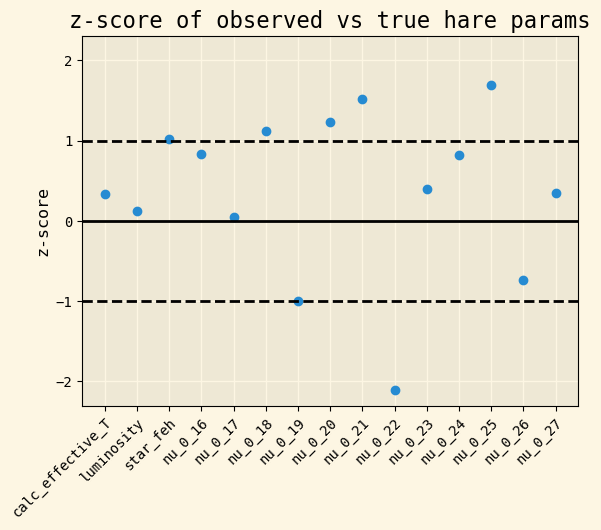 z-score of observed vs true hare params
z-score
2
1
0
−1
−2
calc_effective_T
luminosity
star_feh
nu_0_16
nu_0_17
nu_0_18
nu_0_19
nu_0_20
nu_0_21
nu_0_22
nu_0_23
nu_0_24
nu_0_25
nu_0_26
nu_0_27